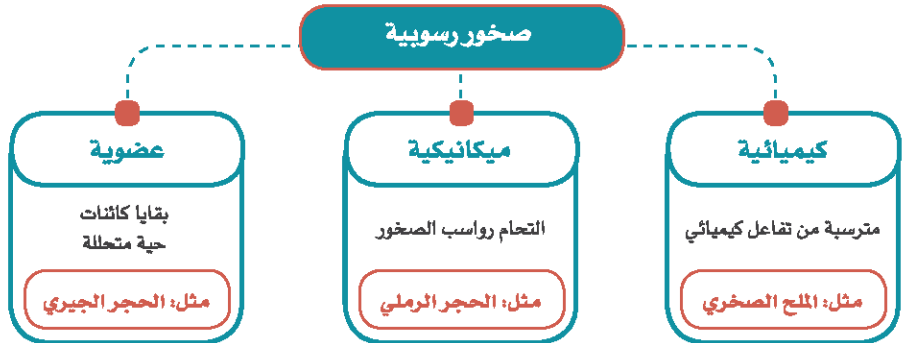 صخور رسوبية
كيميائية
مترسبة من تفاعل كيميائي
مثل: الملح الصخري
ميكانيكية
التحام رواسب الصخور
مثل: الحجر الرملي
عضوية
بقايا كائنات
حية متحللة
مثل: الحجر الجيري